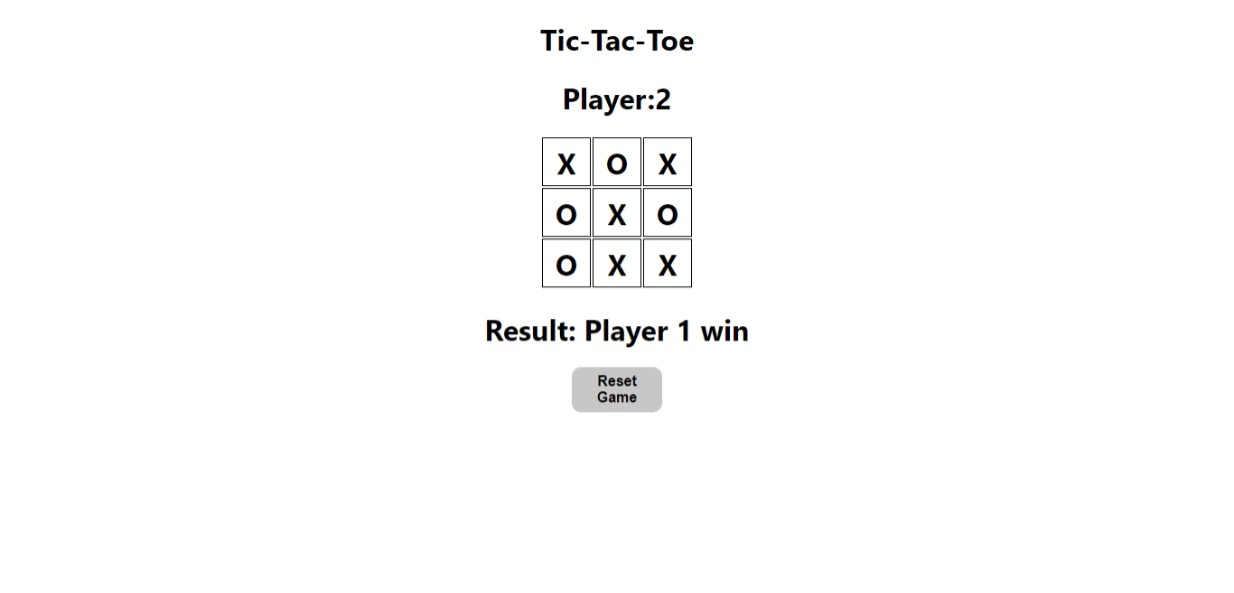 Tic-Tac-Toe
Player:2
X O X
O X O
O X X
Result: Player 1 win
Reset
Game